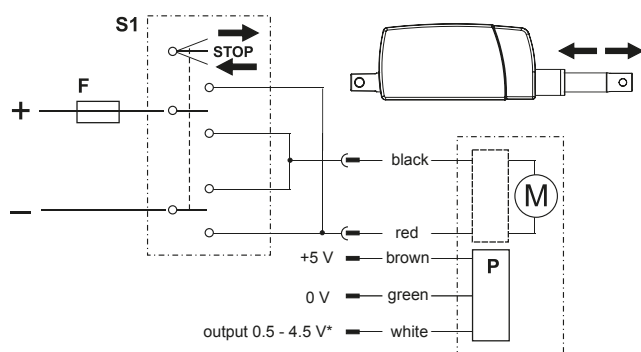 S1
STOP
F
+
–
black
M
red
+5 V
brown
P
0 V
green
output 0.5 - 4.5 V*
white